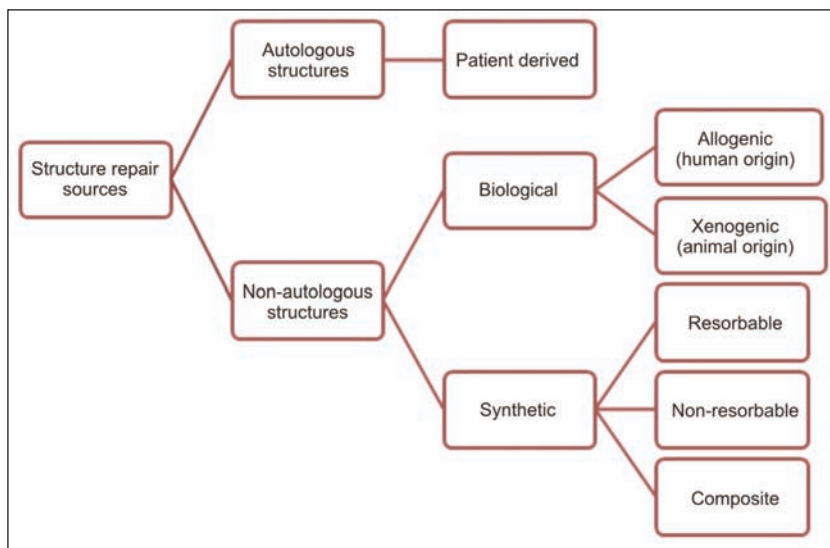 Autologous
structures
Patient derived
Structure repair
sources
Allogenic
(human origin)
Biological
Xenogenic
(animal origin)
Non-autologous
structures
Resorbable
Synthetic
Non-resorbable
Composite